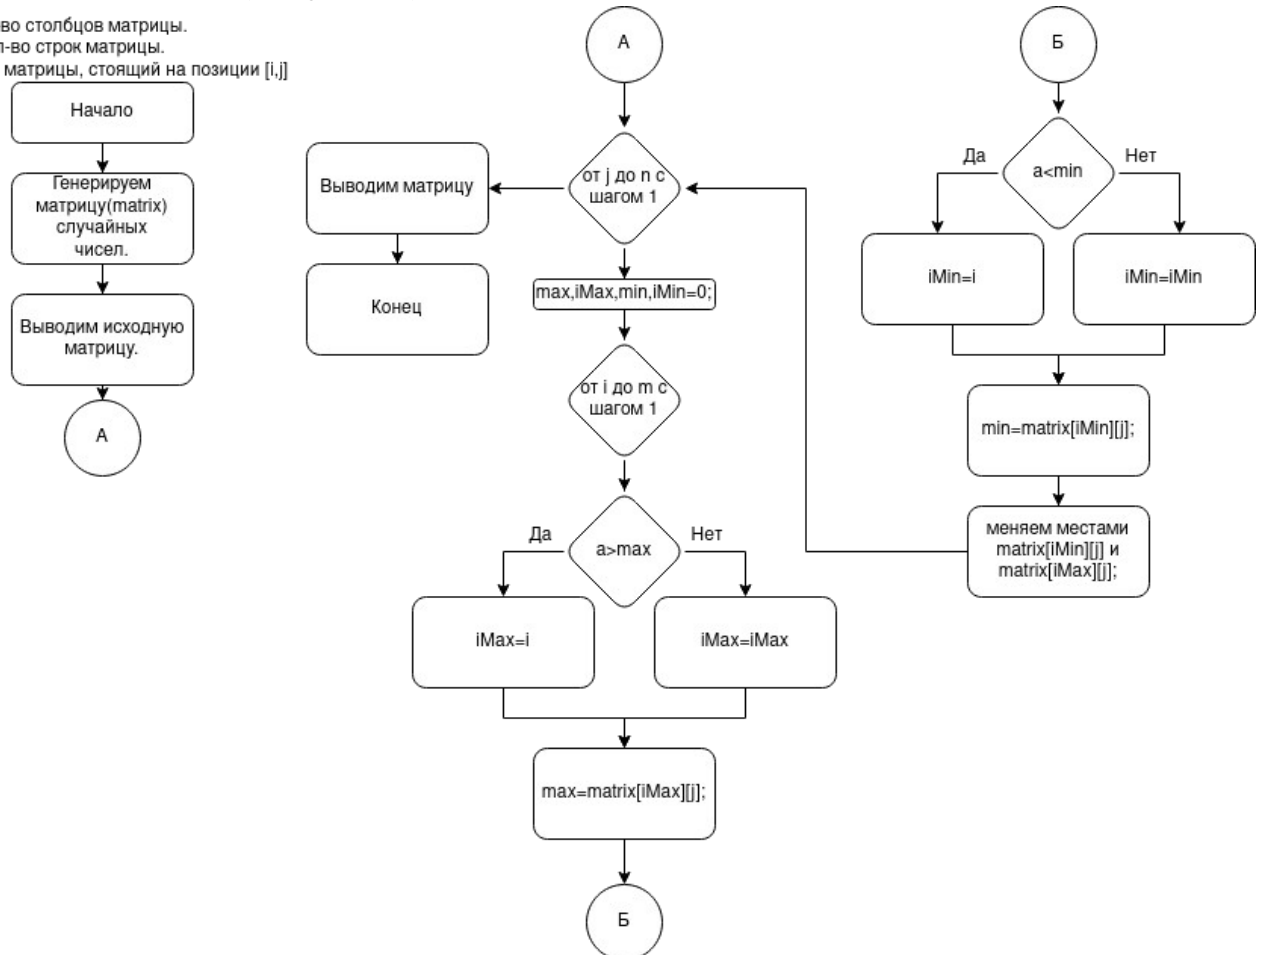 во столбцов матрицы.
л-во строк матрицы.
матрицы, стоящий на позиции [i,j]
Начало
Генерируем
матрицу(matrix)
случайных
чисел.
Выводим исходную
матрицу.
А
А
от j до n с
шагом 1
Выводим матрицу
Конец
max,iMax,min,iMin=0;
от i до m с
шагом 1
a>max
Да
Нет
iMax=i
iMax=iMax
max=matrix[iMax][j];
Б
Б
a<min
Да
Нет
iMin=i
iMin=iMin
min=matrix[iMin][j];
меняем местами
matrix[iMin][j] и
matrix[iMax][j];